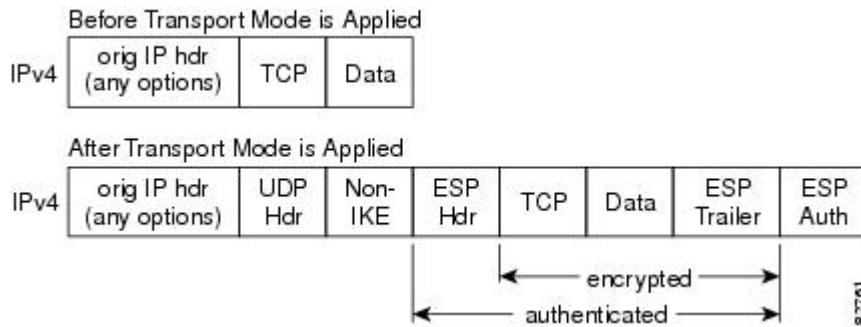 Before Transport Mode is Applied
IPv4
orig IP hdr
(any options)
TCP
Data
After Transport Mode is Applied
IPv4
orig IP hdr
(any options)
UDP
Hdr
Non-
IKE
ESP
Hdr
TCP
Data
ESP
Trailer
ESP
Auth
encrypted
authenticated